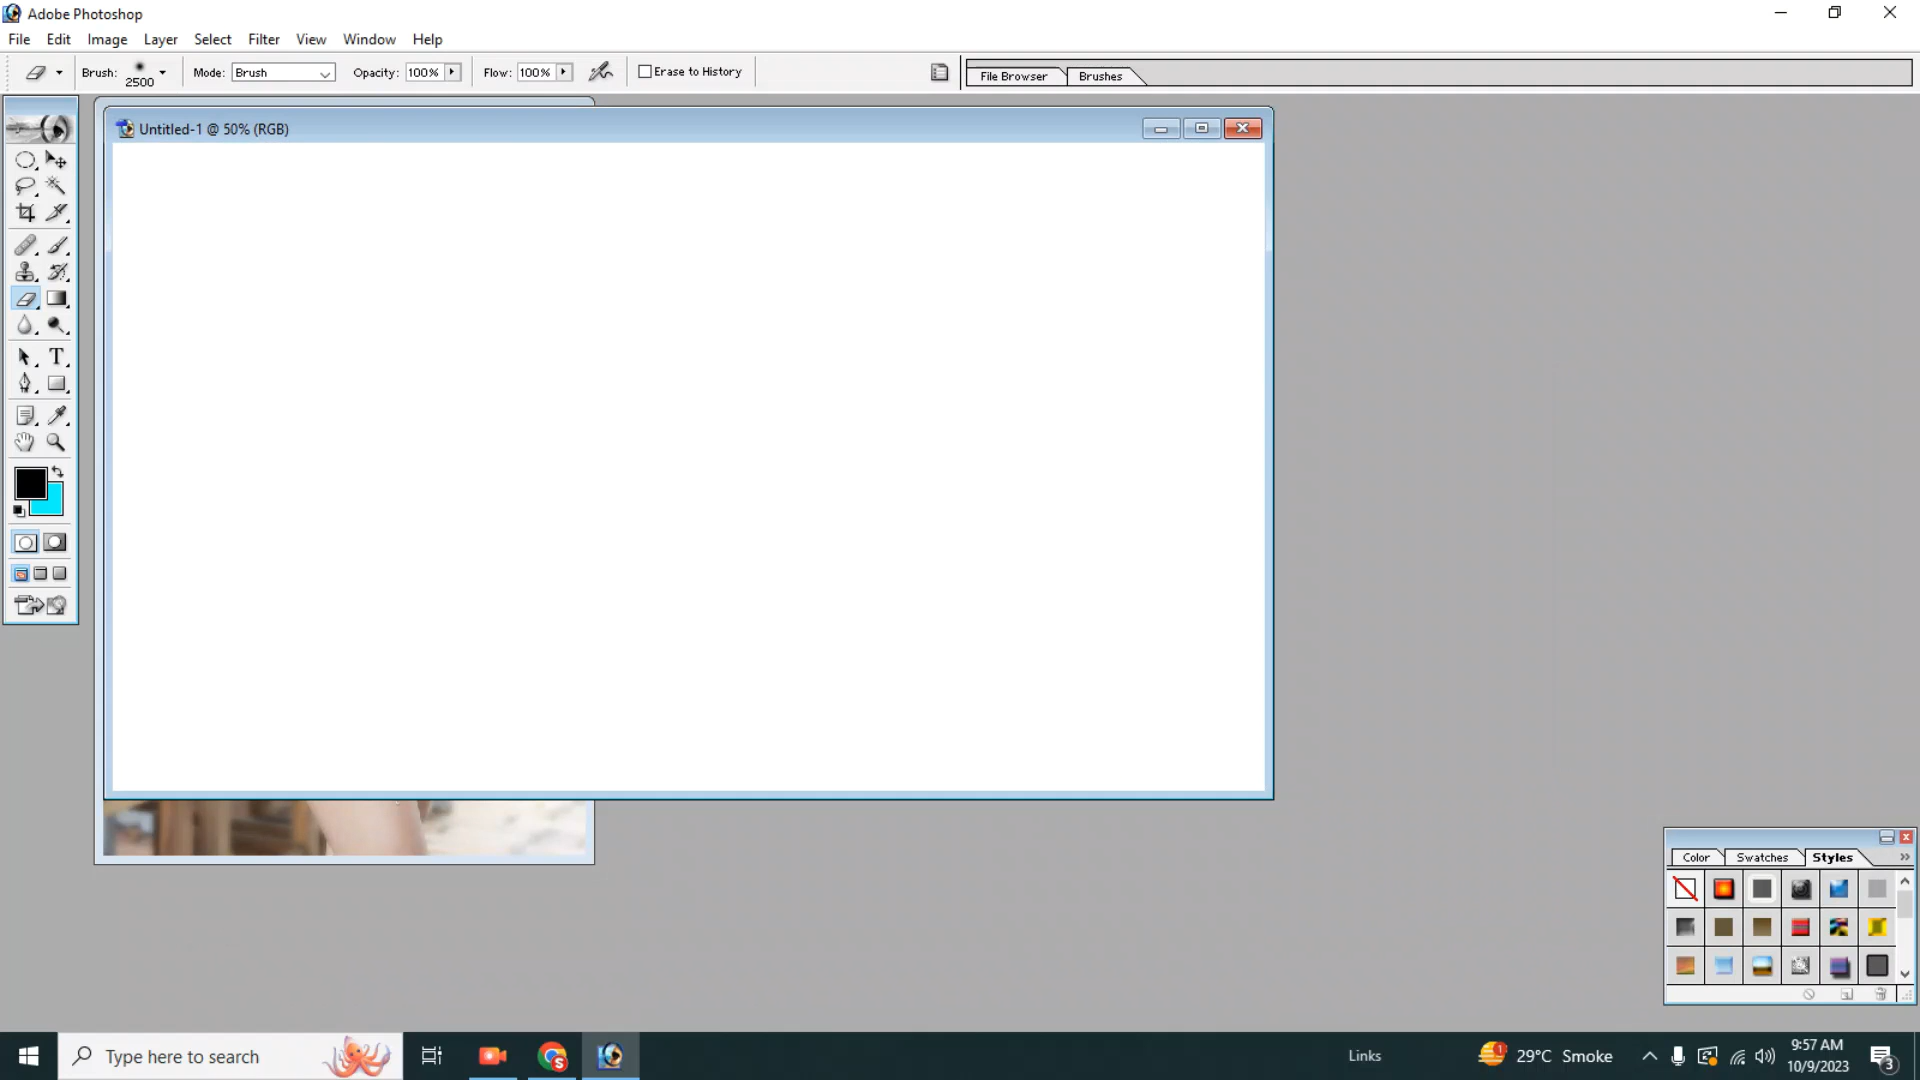 Adobe Photoshop
File Edit Image Layer Select Filter View Window Help
Brush: 2500 Mode: Brush Opacity: 100% Flow: 100% Erase to History File Browser Brushes
Untitled-1 @ 50% (RGB)
T
Color Swatches Styles
Type here to search
Links
1
29°C Smoke
9:57 AM
10/9/2023
3